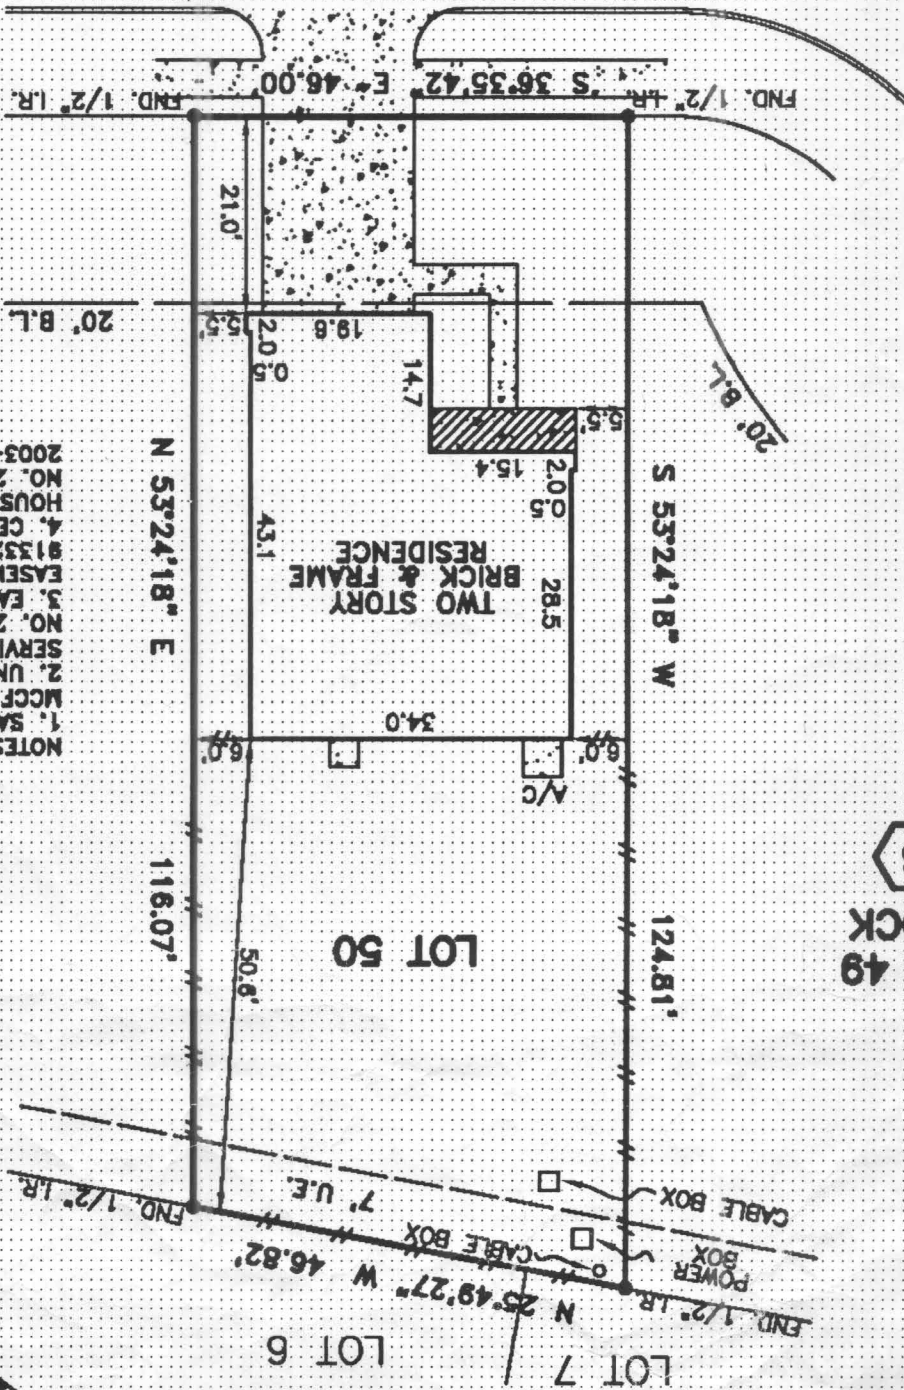 LOT 7
LOT 6
FND. 1/2" I.R.
N 25°49'27" W 46.82'
POWER
BOX
CABLE BOX
CABLE BOX
7' U.E.
FND. 1/2" I.R.
49
LOT 50
124.81'
50.6'
116.07'
A/C
6.0'
34.0
6.0'
NOTES
1. SA
MCCF
2. UN
SERVI
NO. 2
3. EA
EASEM
91333
4. CE
HOUS
NO. 2
2003-
TWO STORY
BRICK & FRAME
RESIDENCE
28.5
43.1
S 53°24'18" W
N 53°24'18" E
0.5
2.0
15.4
5.5'
14.7
0.5
2.0
19.6
5.5'
20' B.L.
20' B.L.
21.0'
FND. 1/2" I.R.
S 36°35'42" E 46.00'
FND. 1/2" I.R.